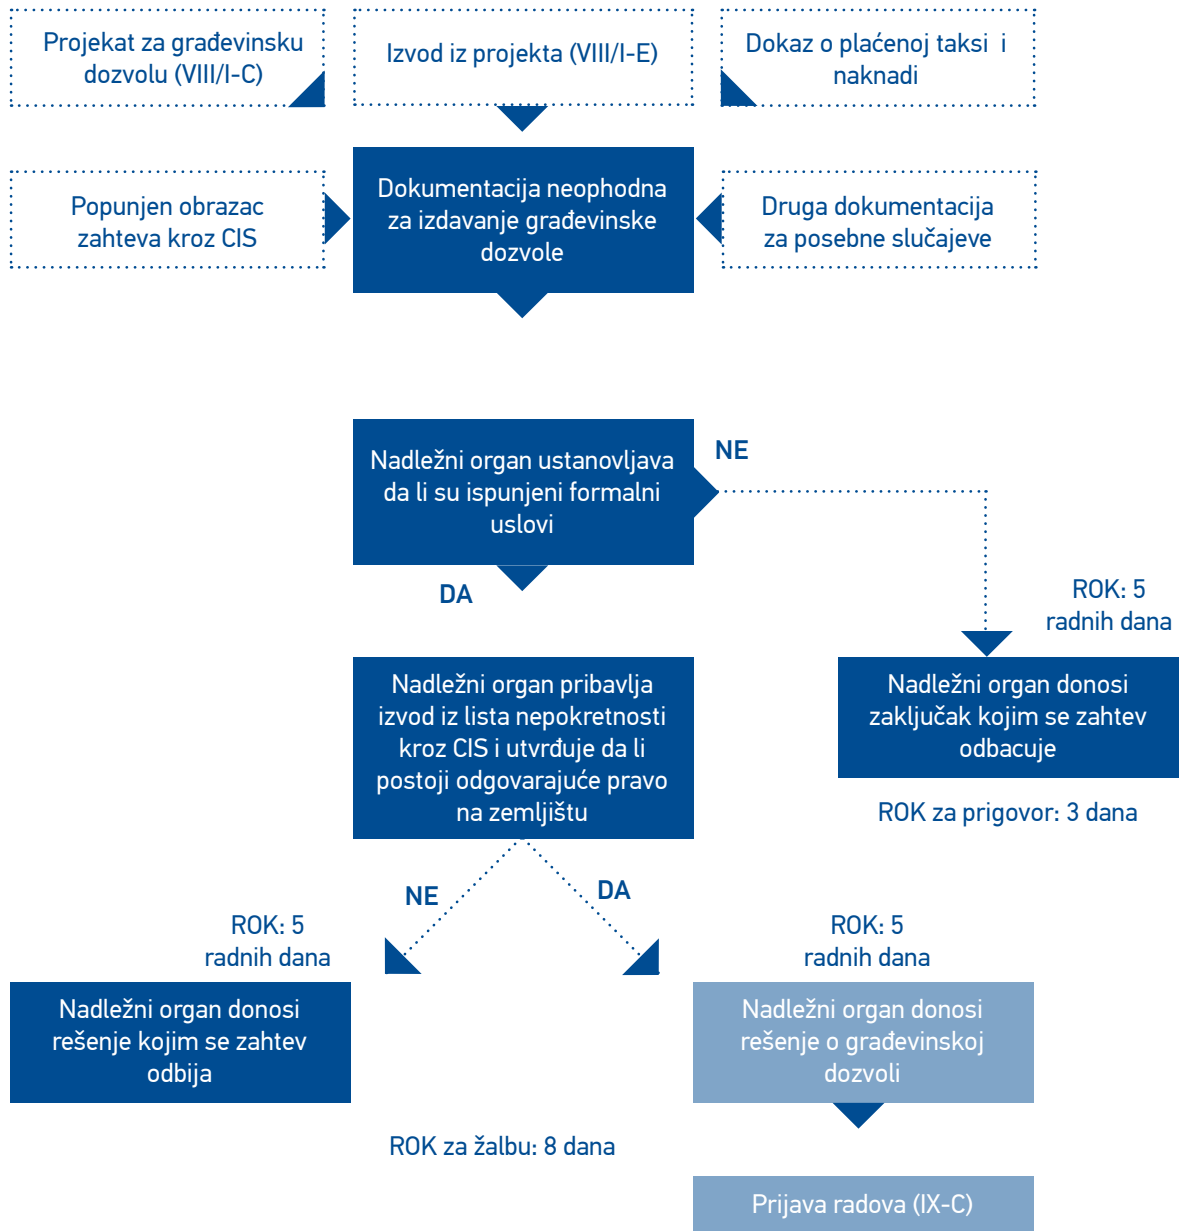 Projekat za građevinsku
dozvolu (VIII/I-C)
Izvod iz projekta (VIII/I-E)
Dokaz o plaćenoj taksi i
naknadi
Popunjen obrazac
zahteva kroz CIS
Dokumentacija neophodna
za izdavanje građevinske
dozvole
Druga dokumentacija
za posebne slučajeve
Nadležni organ ustanovljava
da li su ispunjeni formalni
uslovi
NE
DA
ROK: 5
radnih dana
Nadležni organ pribavlja
izvod iz lista nepokretnosti
kroz CIS i utvrđuje da li
postoji odgovarajuće pravo
na zemljištu
Nadležni organ donosi
zaključak kojim se zahtev
odbacuje
ROK za prigovor: 3 dana
NE
DA
ROK: 5
radnih dana
ROK: 5
radnih dana
Nadležni organ donosi
rešenje kojim se zahtev
odbija
Nadležni organ donosi
rešenje o građevinskoj
dozvoli
ROK za žalbu: 8 dana
Prijava radova (IX-C)